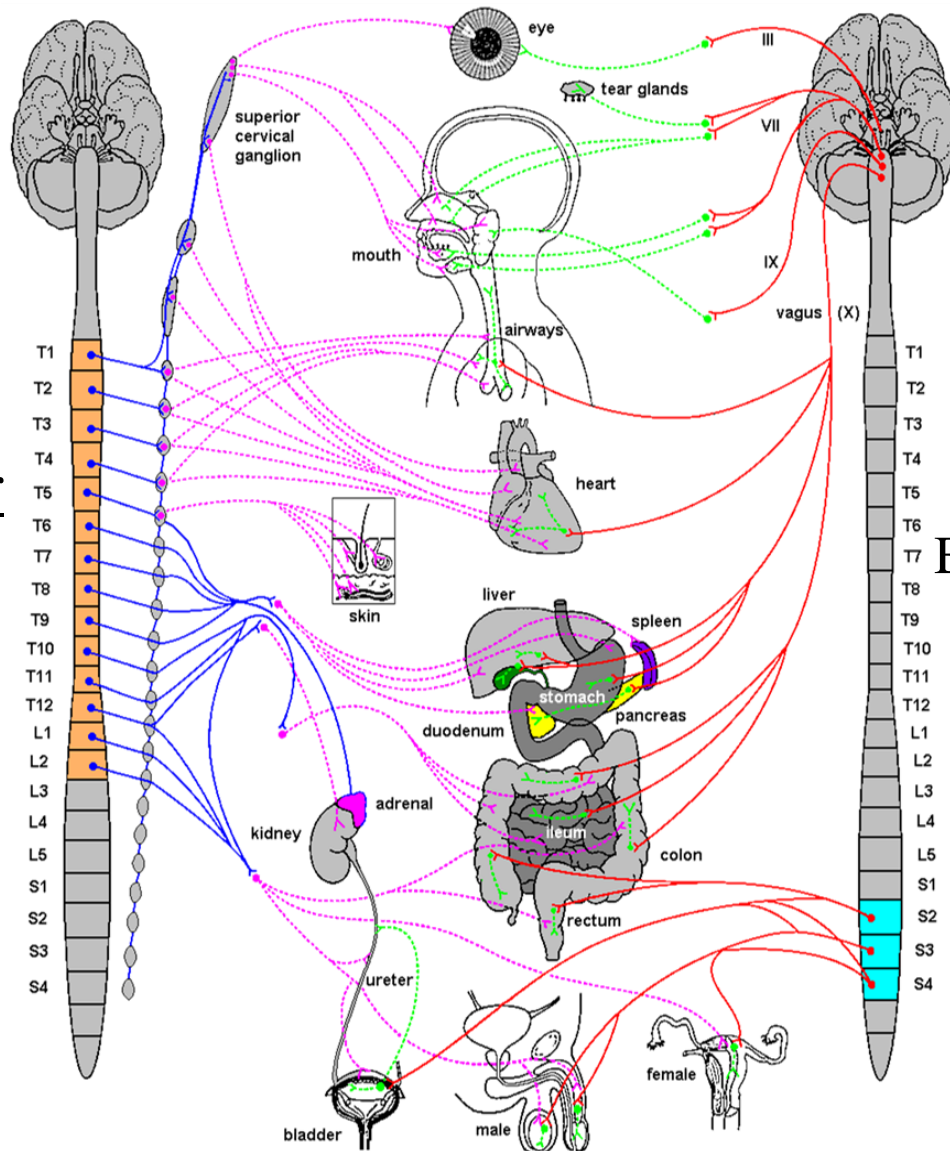 eye
III
tear glands
superior
cervical
ganglion
VII
mouth
IX
vagus (X)
airways
T1
T2
T3
T4
T5
T6
T7
T8
T9
T10
T11
T12
L1
L2
L3
L4
L5
S1
S2
S3
S4
heart
skin
liver
spleen
stomach
pancreas
duodenum
adrenal
kidney
ileum
colon
rectum
ureter
bladder
male
female
T1
T2
T3
T4
T5
T6
T7
T8
T9
T10
T11
T12
L1
L2
L3
L4
L5
S1
S2
S3
S4